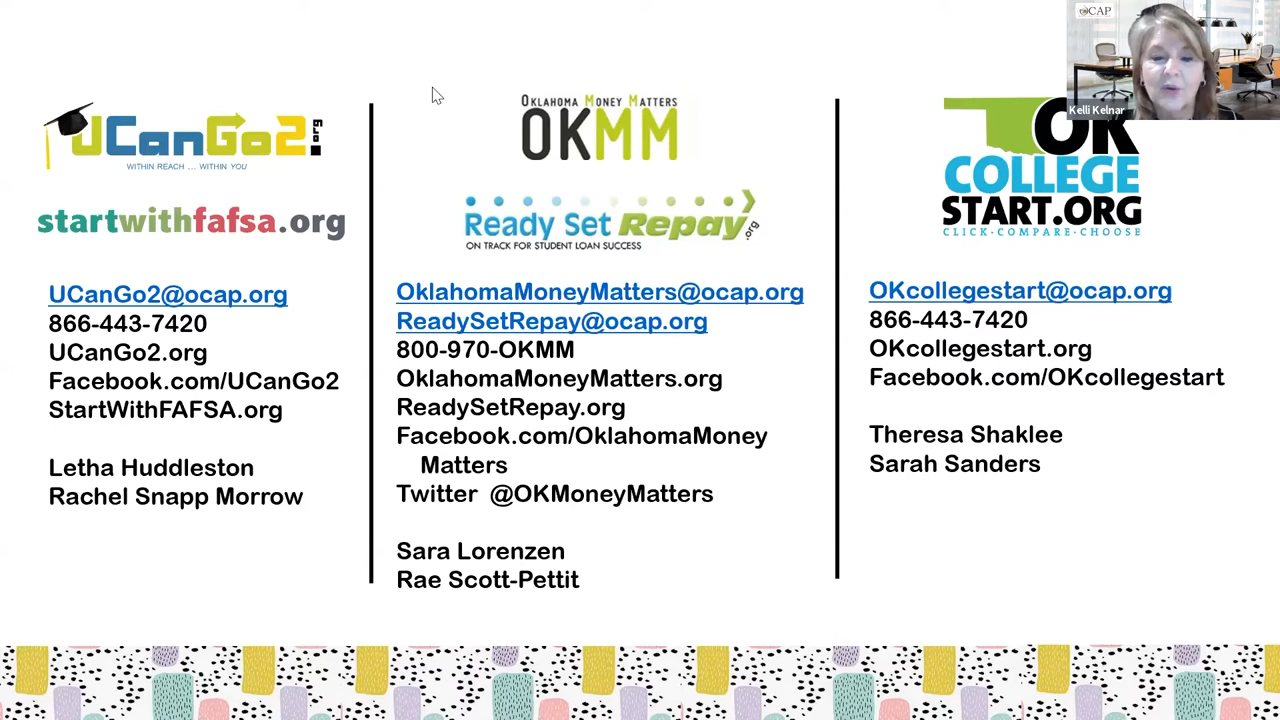 OCAP
Kelli Kelnar
UCanGo2.org
WITHIN REACH ... WITHIN YOU
startwithfafsa.org
UCanGo2@ocap.org
866-443-7420
UCanGo2.org
Facebook.com/UCanGo2
StartWithFAFSA.org
Letha Huddleston
Rachel Snapp Morrow
OKLAHOMA MONEY MATTERS
OKMM
Ready Set Repay.org
ON TRACK FOR STUDENT LOAN SUCCESS
OklahomaMoneyMatters@ocap.org
ReadySetRepay@ocap.org
800-970-OKMM
OklahomaMoneyMatters.org
ReadySetRepay.org
Facebook.com/OklahomaMoney
Matters
Twitter @OKMoneyMatters
Sara Lorenzen
Rae Scott-Pettit
OK
COLLEGE
START.ORG
CLICK·COMPARE·CHOOSE
OKcollegestart@ocap.org
866-443-7420
OKcollegestart.org
Facebook.com/OKcollegestart
Theresa Shaklee
Sarah Sanders